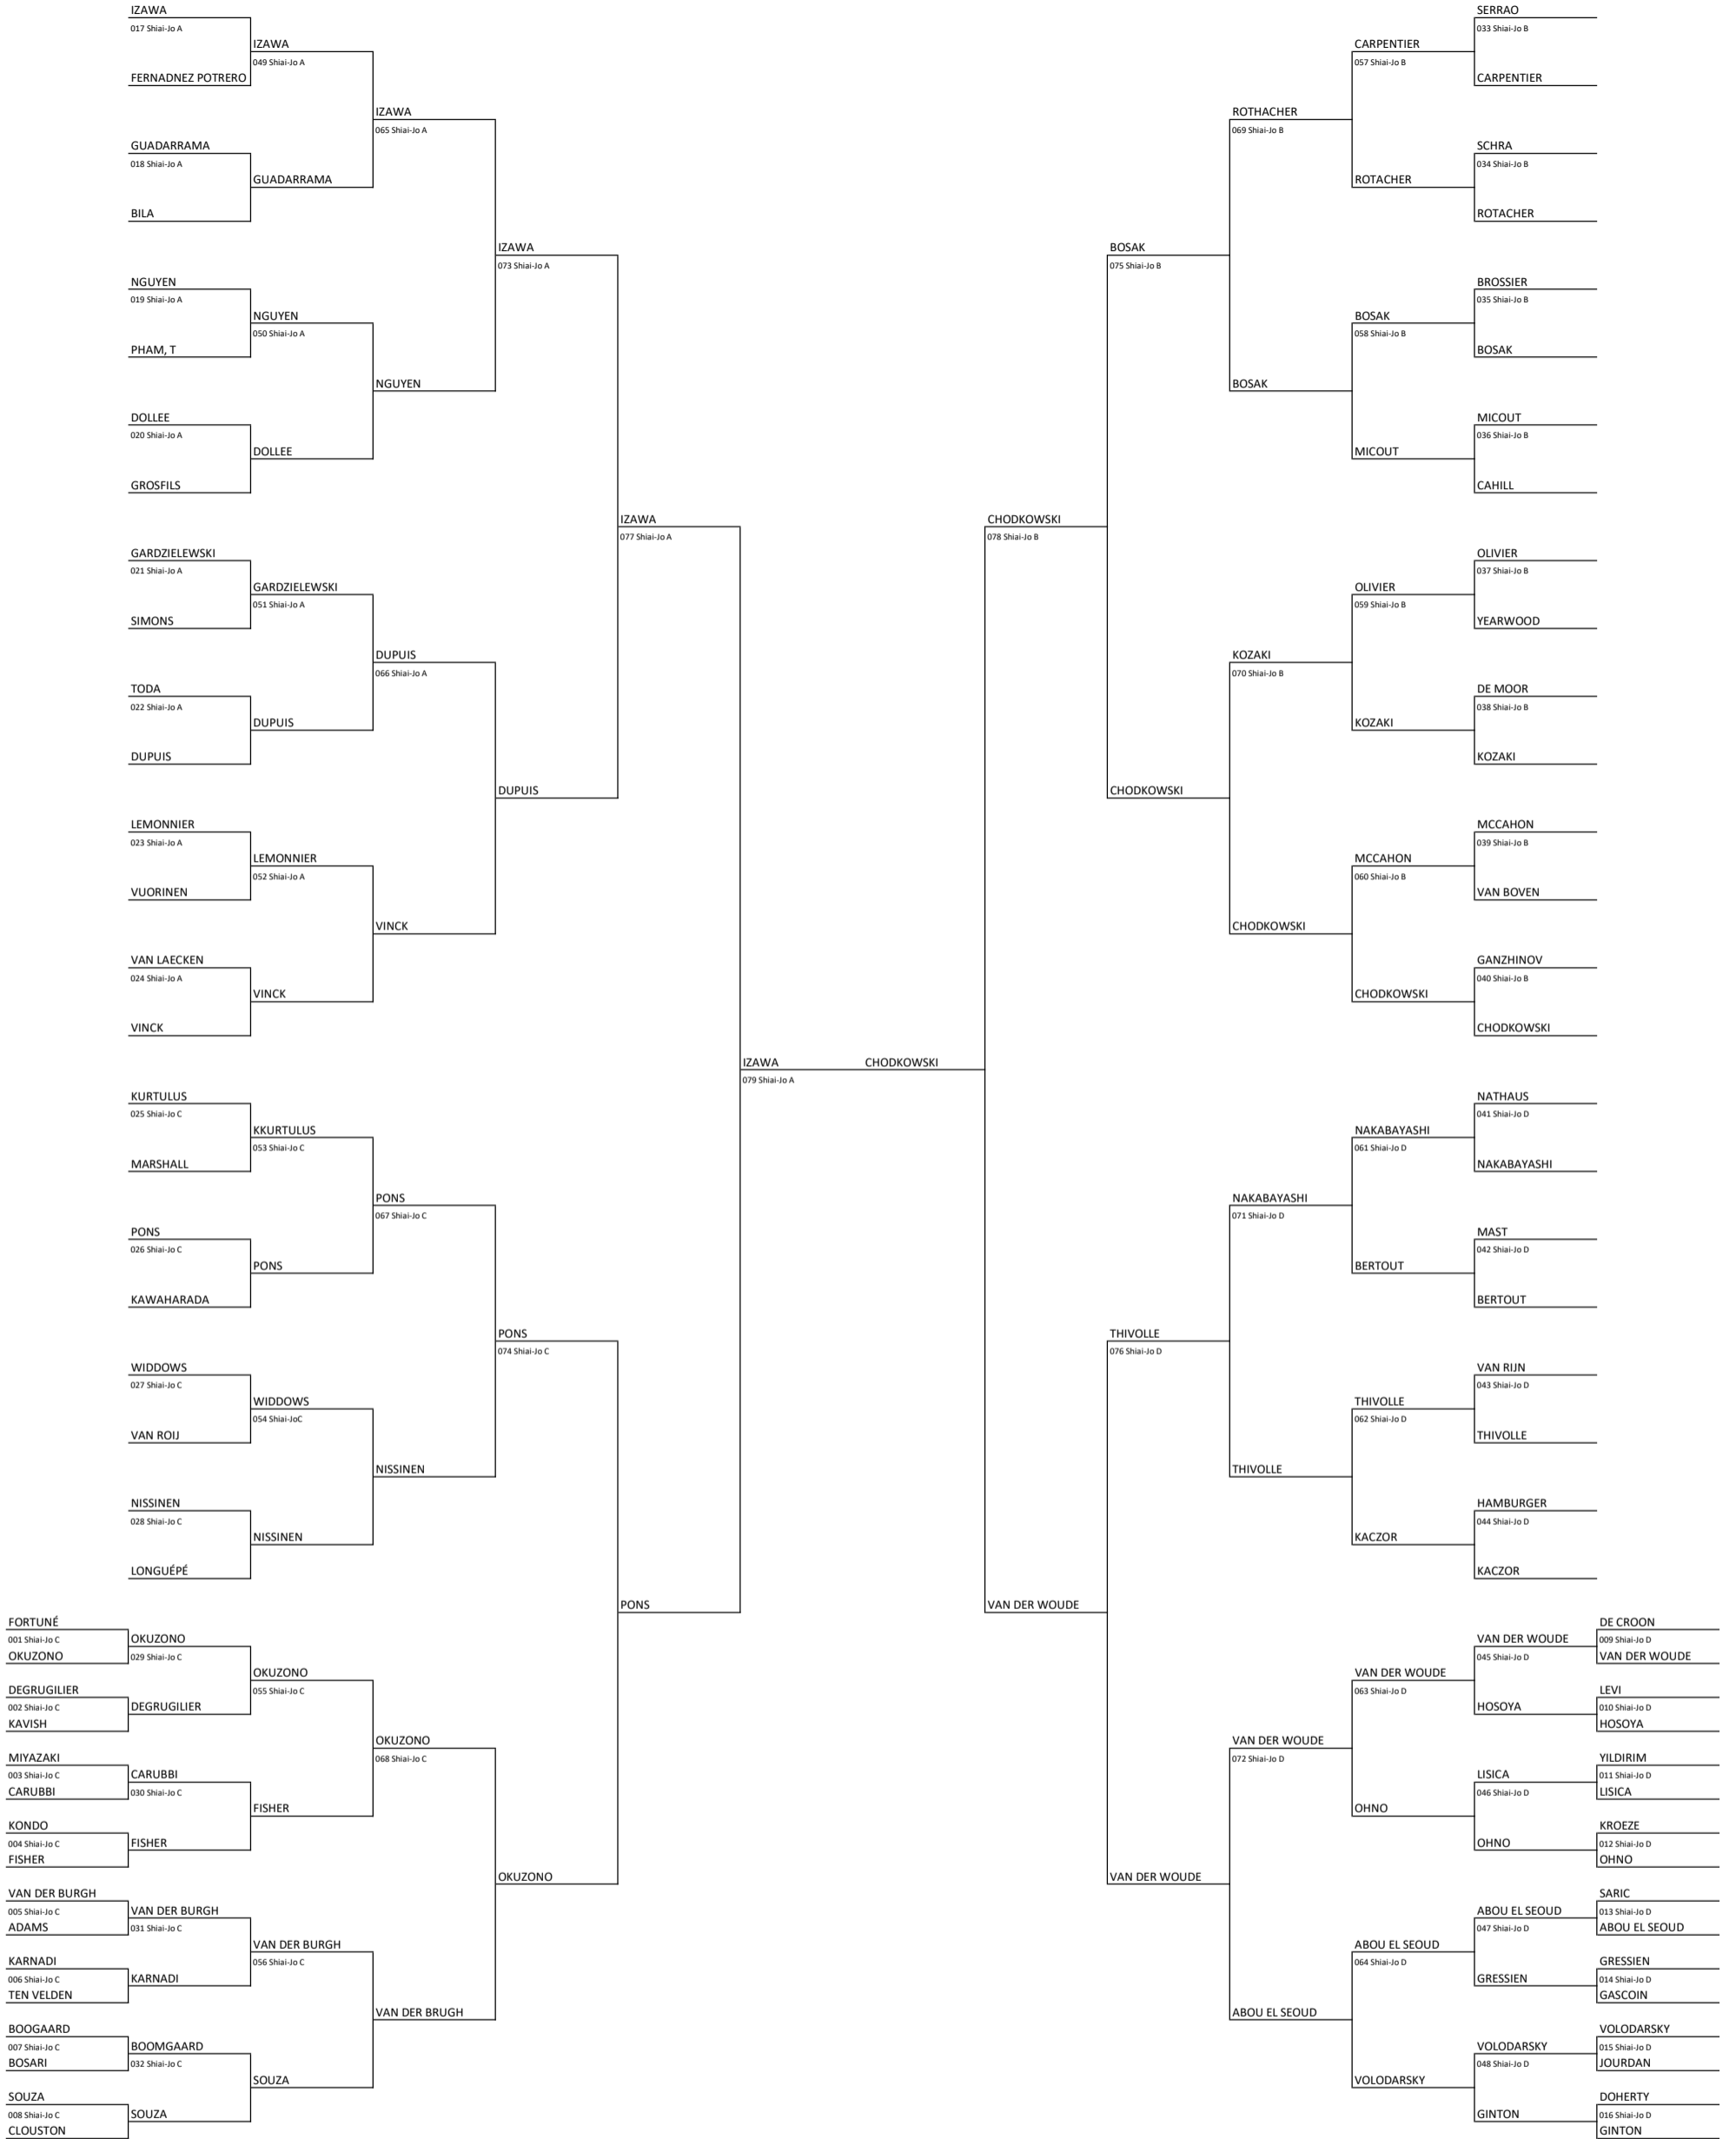 IZAWA
017 Shiai-Jo A
IZAWA
049 Shiai-Jo A
FERNADNEZ POTRERO
IZAWA
065 Shiai-Jo A
GUADARRAMA
018 Shiai-Jo A
GUADARRAMA
BILA
IZAWA
073 Shiai-Jo A
NGUYEN
019 Shiai-Jo A
NGUYEN
050 Shiai-Jo A
PHAM, T
NGUYEN
DOLLEE
020 Shiai-Jo A
DOLLEE
GROSFILS
IZAWA
077 Shiai-Jo A
GARDZIELEWSKI
021 Shiai-Jo A
GARDZIELEWSKI
051 Shiai-Jo A
SIMONS
DUPUIS
066 Shiai-Jo A
TODA
022 Shiai-Jo A
DUPUIS
DUPUIS
DUPUIS
LEMONNIER
023 Shiai-Jo A
LEMONNIER
052 Shiai-Jo A
VUORINEN
VINCK
VAN LAECKEN
024 Shiai-Jo A
VINCK
VINCK
IZAWA
079 Shiai-Jo A
KURTULUS
025 Shiai-Jo C
KKURTULUS
053 Shiai-Jo C
MARSHALL
PONS
067 Shiai-Jo C
PONS
026 Shiai-Jo C
PONS
KAWAHARADA
PONS
074 Shiai-Jo C
WIDDOWS
027 Shiai-Jo C
WIDDOWS
054 Shiai-JoC
VAN ROIJ
NISSINEN
NISSINEN
028 Shiai-Jo C
NISSINEN
LONGUÉPÉ
PONS
FORTUNÉ
001 Shiai-Jo C
OKUZONO
OKUZONO
029 Shiai-Jo C
OKUZONO
055 Shiai-Jo C
DEGRUGILIER
002 Shiai-Jo C
KAVISH
DEGRUGILIER
OKUZONO
068 Shiai-Jo C
MIYAZAKI
003 Shiai-Jo C
CARUBBI
CARUBBI
030 Shiai-Jo C
FISHER
KONDO
004 Shiai-Jo C
FISHER
FISHER
OKUZONO
VAN DER BURGH
005 Shiai-Jo C
ADAMS
VAN DER BURGH
031 Shiai-Jo C
VAN DER BURGH
056 Shiai-Jo C
KARNADI
006 Shiai-Jo C
TEN VELDEN
KARNADI
VAN DER BRUGH
BOOGAARD
007 Shiai-Jo C
BOSARI
BOOMGAARD
032 Shiai-Jo C
SOUZA
SOUZA
008 Shiai-Jo C
CLOUSTON
SOUZA
SERRAO
033 Shiai-Jo B
CARPENTIER
057 Shiai-Jo B
CARPENTIER
ROTHACHER
069 Shiai-Jo B
SCHRA
034 Shiai-Jo B
ROTACHER
ROTACHER
BOSAK
075 Shiai-Jo B
BROSSIER
035 Shiai-Jo B
BOSAK
058 Shiai-Jo B
BOSAK
BOSAK
MICOUT
036 Shiai-Jo B
MICOUT
CAHILL
CHODKOWSKI
078 Shiai-Jo B
OLIVIER
037 Shiai-Jo B
OLIVIER
059 Shiai-Jo B
YEARWOOD
KOZAKI
070 Shiai-Jo B
DE MOOR
038 Shiai-Jo B
KOZAKI
KOZAKI
CHODKOWSKI
MCCAHON
039 Shiai-Jo B
MCCAHON
060 Shiai-Jo B
VAN BOVEN
CHODKOWSKI
GANZHINOV
040 Shiai-Jo B
CHODKOWSKI
CHODKOWSKI
CHODKOWSKI
NATHAUS
041 Shiai-Jo D
NAKABAYASHI
061 Shiai-Jo D
NAKABAYASHI
NAKABAYASHI
071 Shiai-Jo D
MAST
042 Shiai-Jo D
BERTOUT
BERTOUT
THIVOLLE
076 Shiai-Jo D
VAN RIJN
043 Shiai-Jo D
THIVOLLE
062 Shiai-Jo D
THIVOLLE
THIVOLLE
HAMBURGER
044 Shiai-Jo D
KACZOR
KACZOR
VAN DER WOUDE
DE CROON
009 Shiai-Jo D
VAN DER WOUDE
VAN DER WOUDE
045 Shiai-Jo D
VAN DER WOUDE
063 Shiai-Jo D
LEVI
010 Shiai-Jo D
HOSOYA
HOSOYA
VAN DER WOUDE
072 Shiai-Jo D
YILDIRIM
011 Shiai-Jo D
LISICA
LISICA
046 Shiai-Jo D
OHNO
KROEZE
012 Shiai-Jo D
OHNO
OHNO
VAN DER WOUDE
SARIC
013 Shiai-Jo D
ABOU EL SEOUD
ABOU EL SEOUD
047 Shiai-Jo D
ABOU EL SEOUD
064 Shiai-Jo D
GRESSIEN
014 Shiai-Jo D
GASCOIN
GRESSIEN
ABOU EL SEOUD
VOLODARSKY
015 Shiai-Jo D
JOURDAN
VOLODARSKY
048 Shiai-Jo D
VOLODARSKY
DOHERTY
016 Shiai-Jo D
GINTON
GINTON